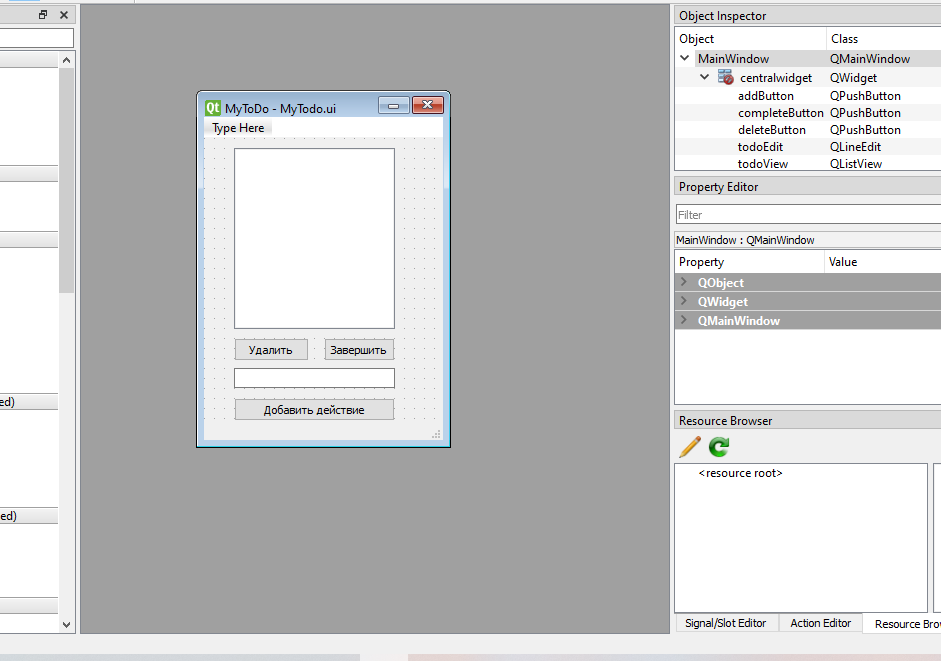 ed)
ed)
MyToDo - MyTodo.ui
Type Here
Удалить
Завершить
Добавить действие
Object Inspector
Object Class
MainWindow QMainWindow
centralwidget QWidget
addButton QPushButton
completeButton QPushButton
deleteButton QPushButton
todoEdit QLineEdit
todoView QListView
Property Editor
Filter
MainWindow : QMainWindow
Property Value
QObject
QWidget
QMainWindow
Resource Browser
<resource root>
Signal/Slot Editor Action Editor Resource Brow